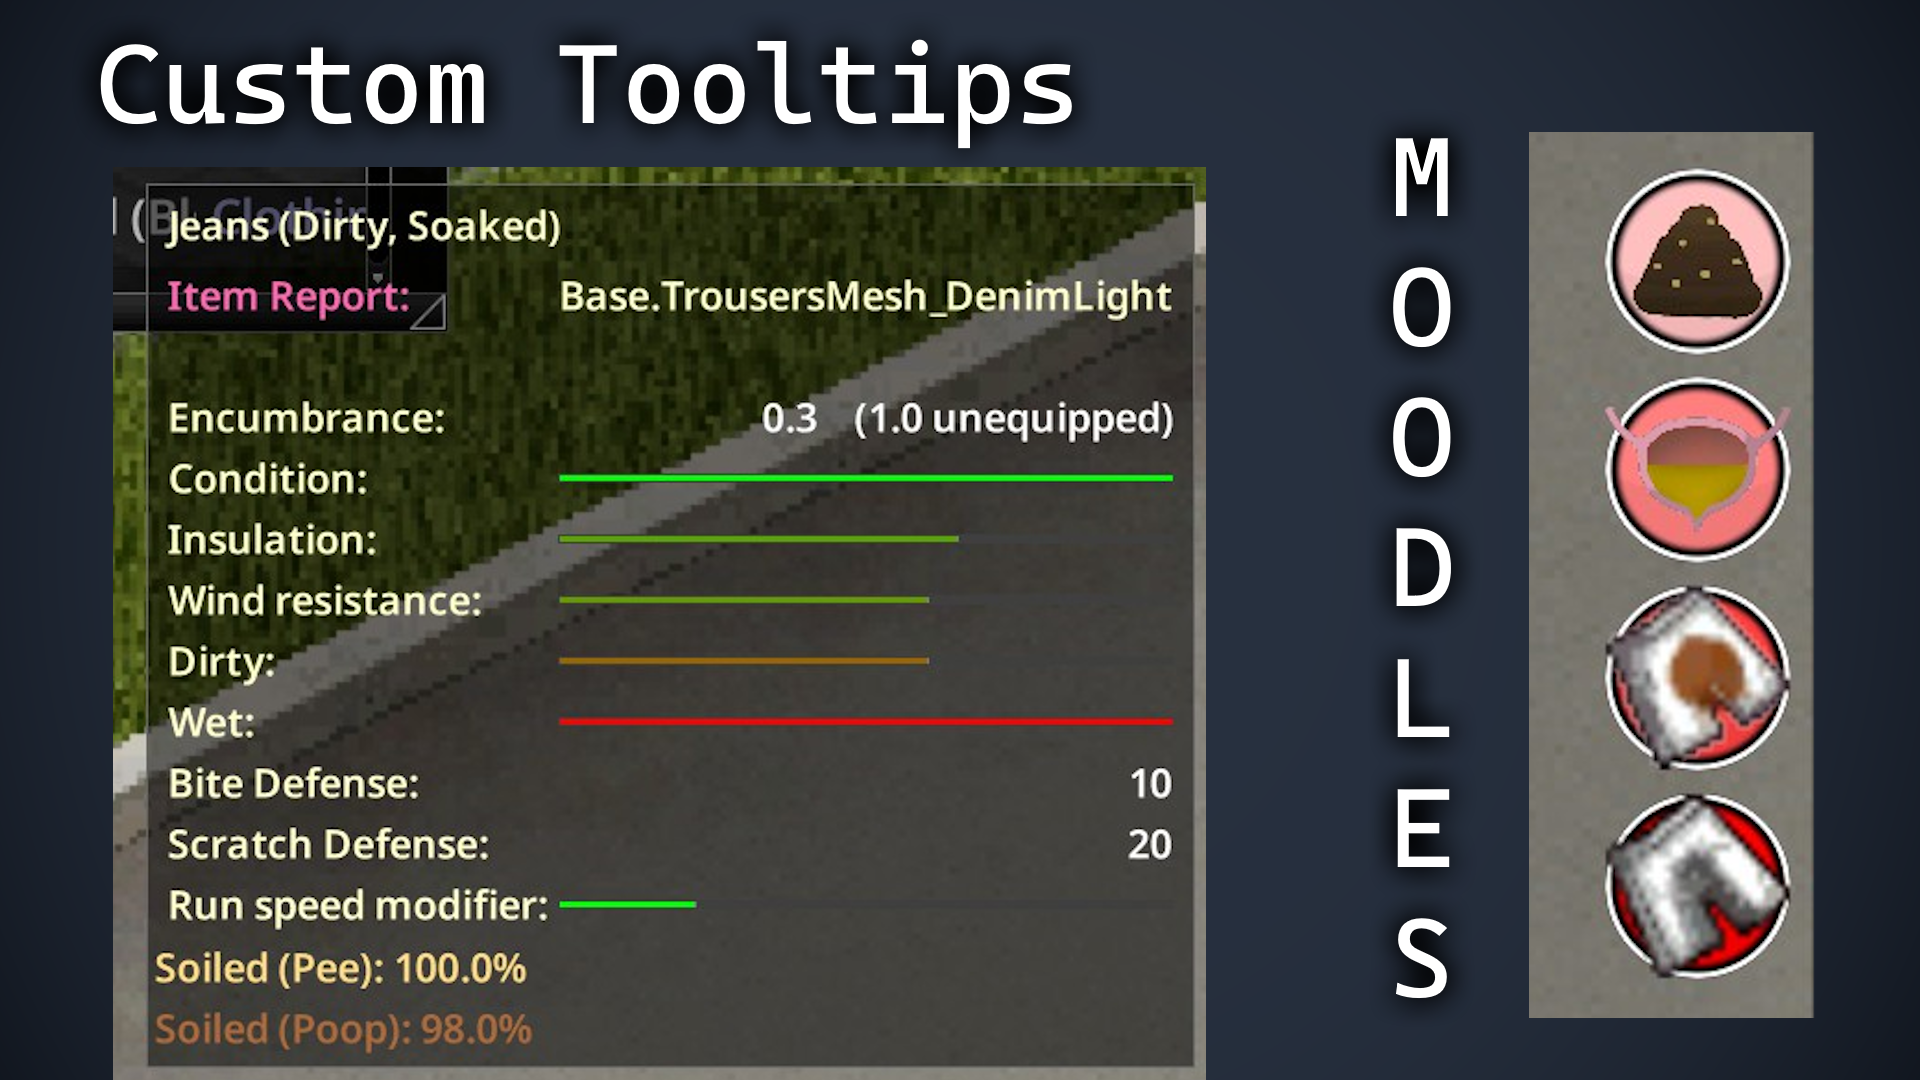 Custom Tooltips
Jeans (Dirty, Soaked)
Item Report: Base.TrousersMesh_DenimLight
Encumbrance: 0.3 (1.0 unequipped)
Condition:
Insulation:
Wind resistance:
Dirty:
Wet:
Bite Defense: 10
Scratch Defense: 20
Run speed modifier:
Soiled (Pee): 100.0%
Soiled (Poop): 98.0%
MOODLES